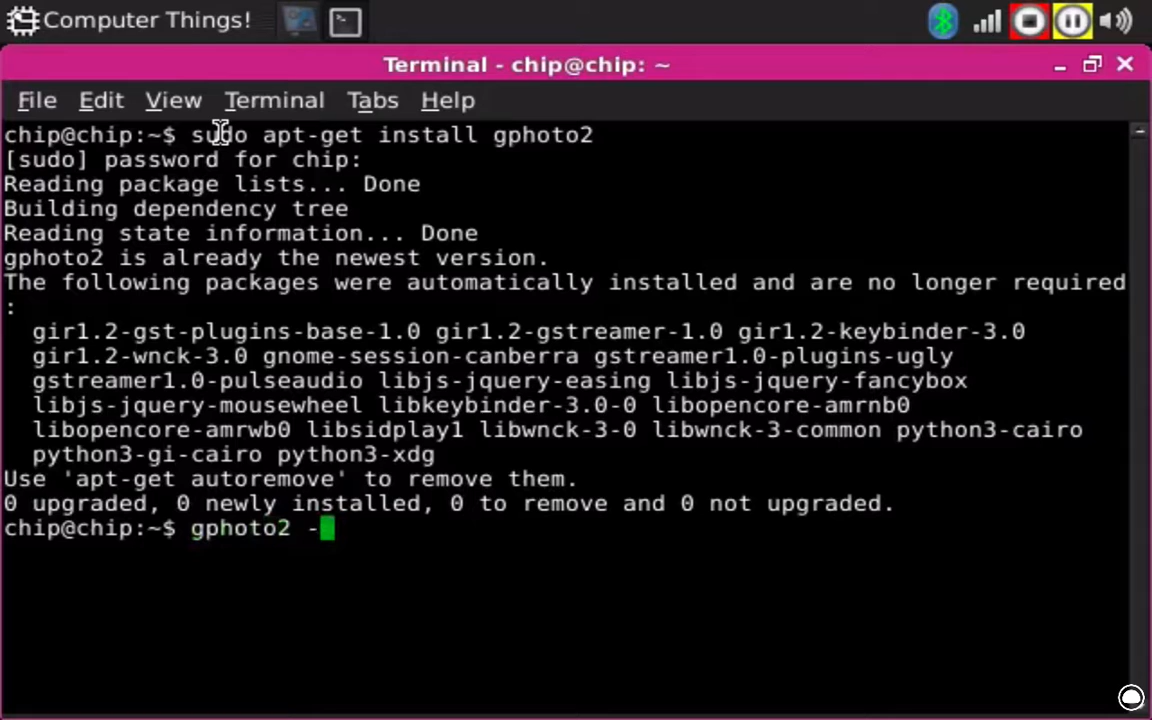 Computer Things!
Terminal - chip@chip: ~
File Edit View Terminal Tabs Help
chip@chip:~$ sudo apt-get install gphoto2
[sudo] password for chip:
Reading package lists... Done
Building dependency tree
Reading state information... Done
gphoto2 is already the newest version.
The following packages were automatically installed and are no longer required
:
  gir1.2-gst-plugins-base-1.0 gir1.2-gstreamer-1.0 gir1.2-keybinder-3.0
  gir1.2-wnck-3.0 gnome-session-canberra gstreamer1.0-plugins-ugly
  gstreamer1.0-pulseaudio libjs-jquery-easing libjs-jquery-fancybox
  libjs-jquery-mousewheel libkeybinder-3.0-0 libopencore-amrnb0
  libopencore-amrwb0 libsidplay1 libwnck-3-0 libwnck-3-common python3-cairo
  python3-gi-cairo python3-xdg
Use 'apt-get autoremove' to remove them.
0 upgraded, 0 newly installed, 0 to remove and 0 not upgraded.
chip@chip:~$ gphoto2 -